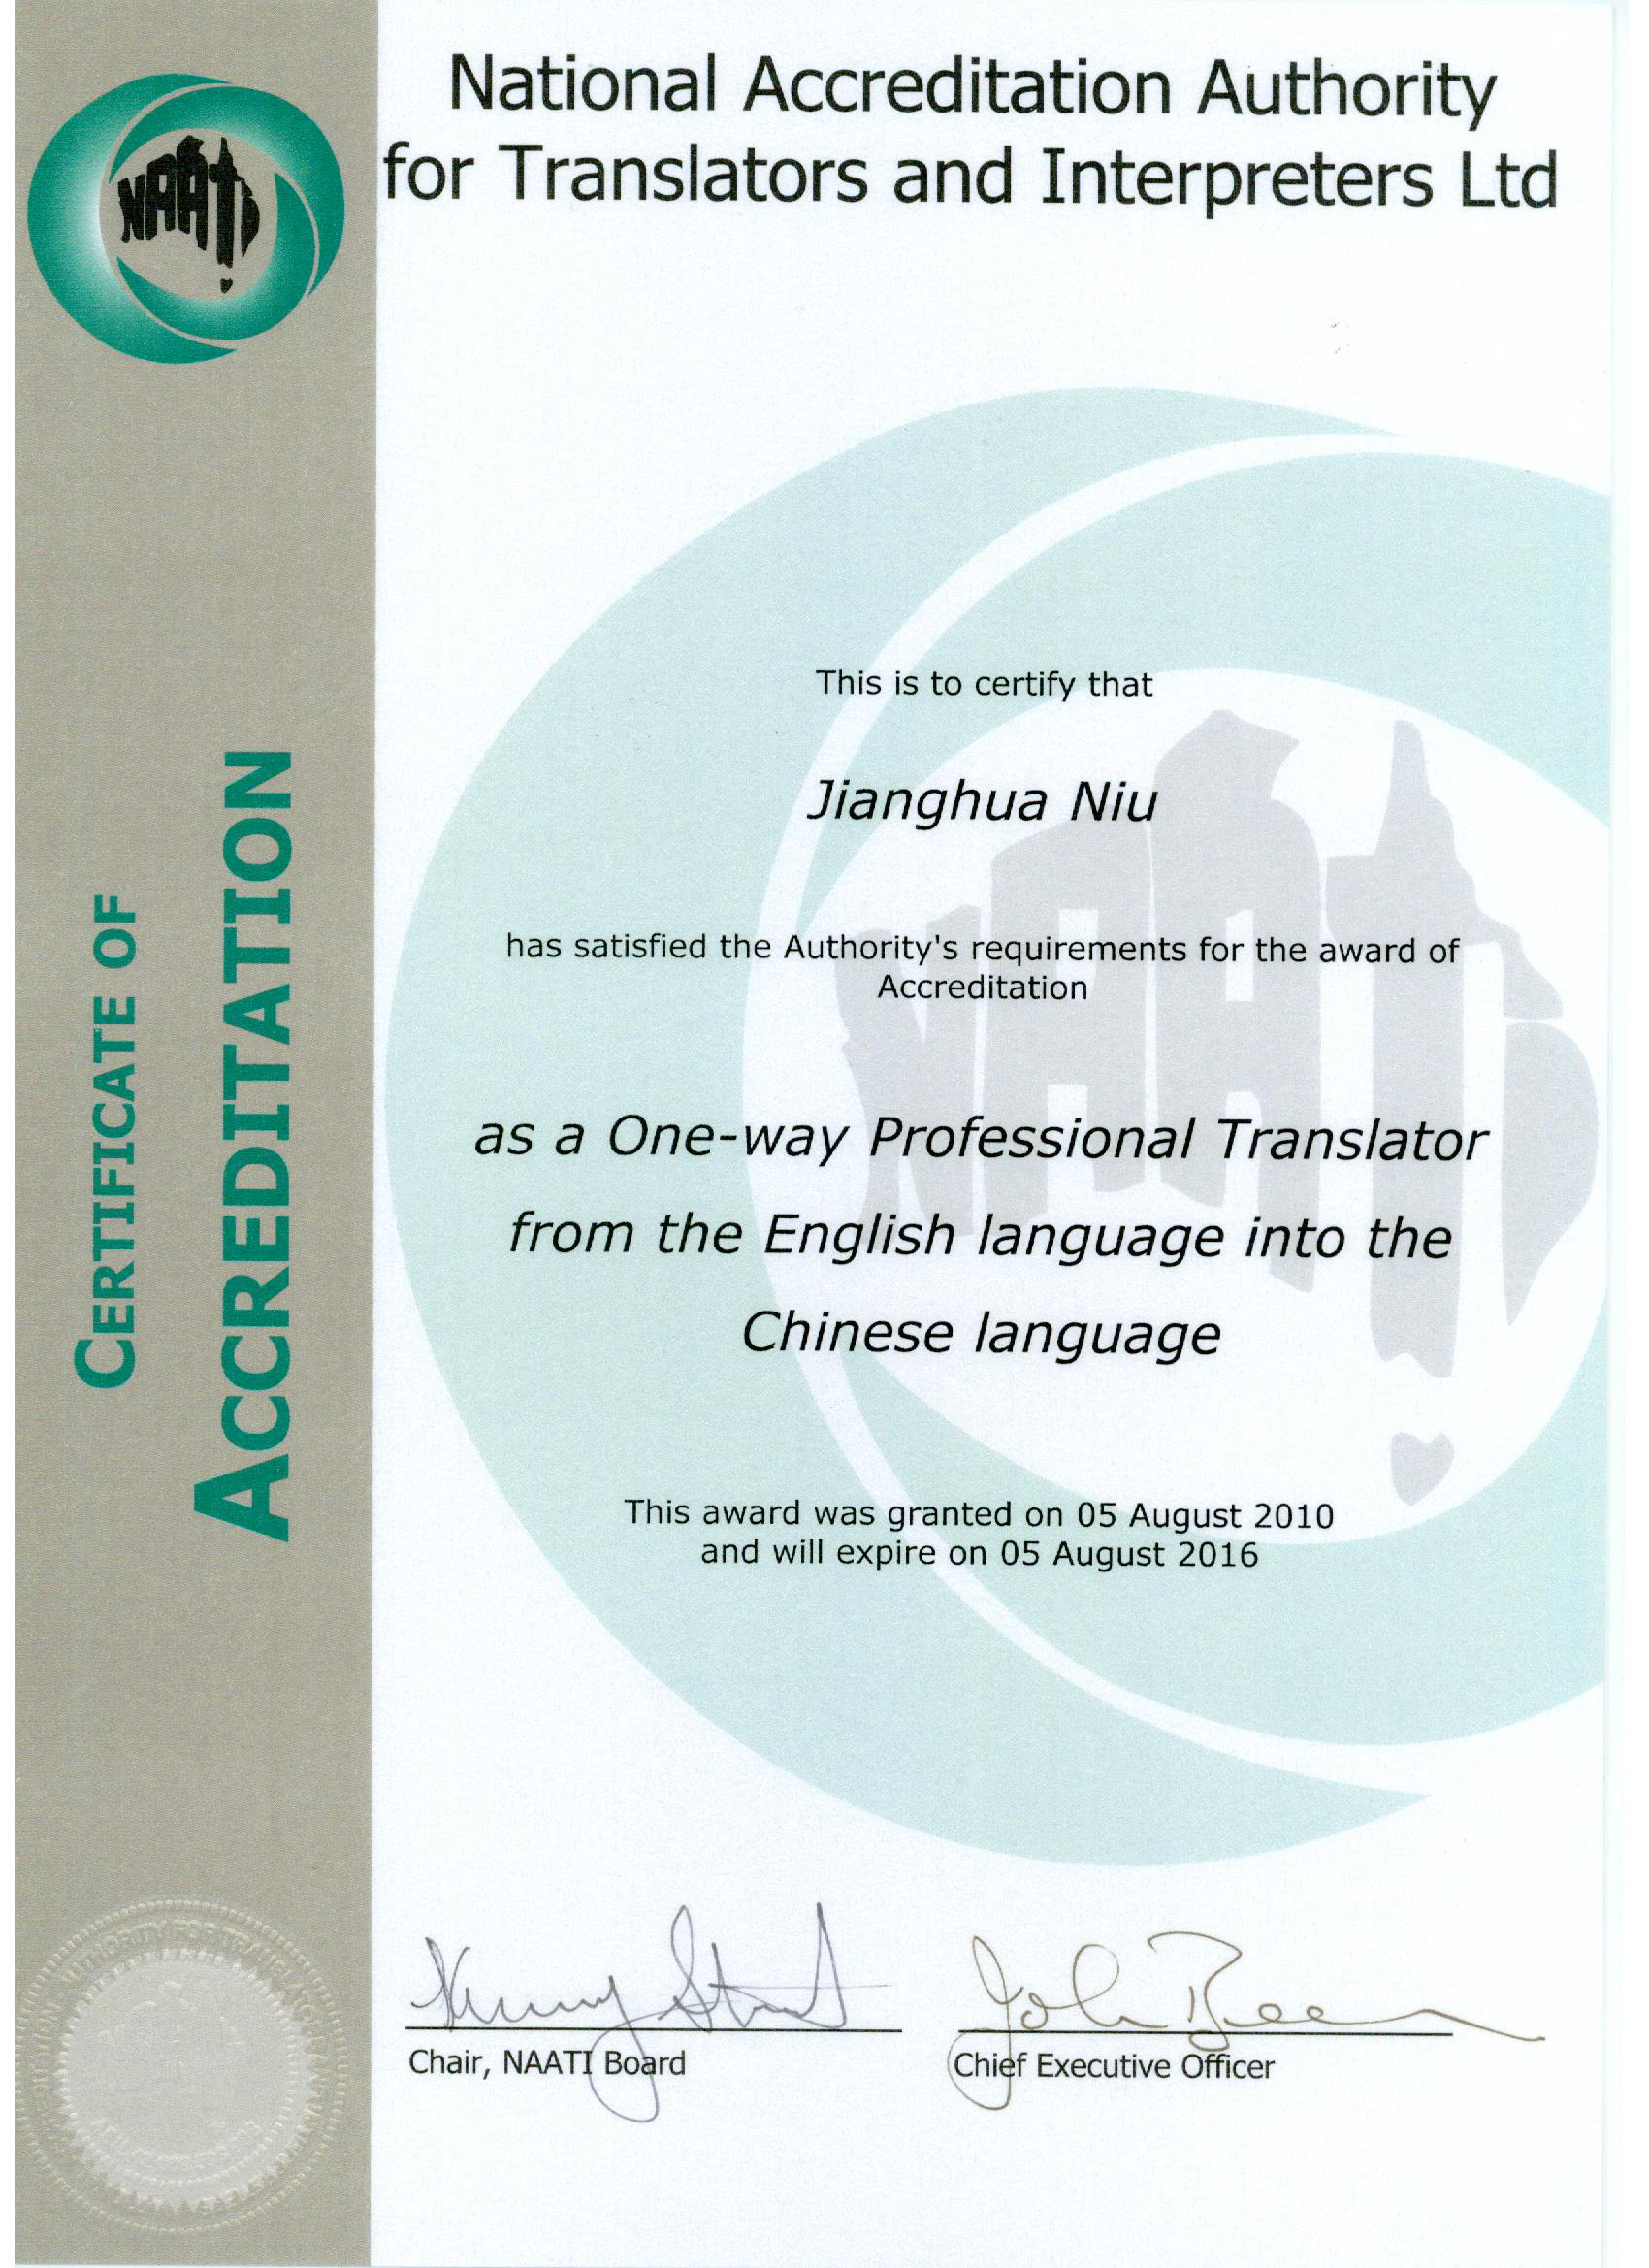 National Accreditation Authority
for Translators and Interpreters Ltd
NAATI
CERTIFICATE OF
ACCREDITATION
This is to certify that
Jianghua Niu
has satisfied the Authority's requirements for the award of
Accreditation
as a One-way Professional Translator
from the English language into the
Chinese language
This award was granted on 05 August 2010
and will expire on 05 August 2016
Chair, NAATI Board
Chief Executive Officer